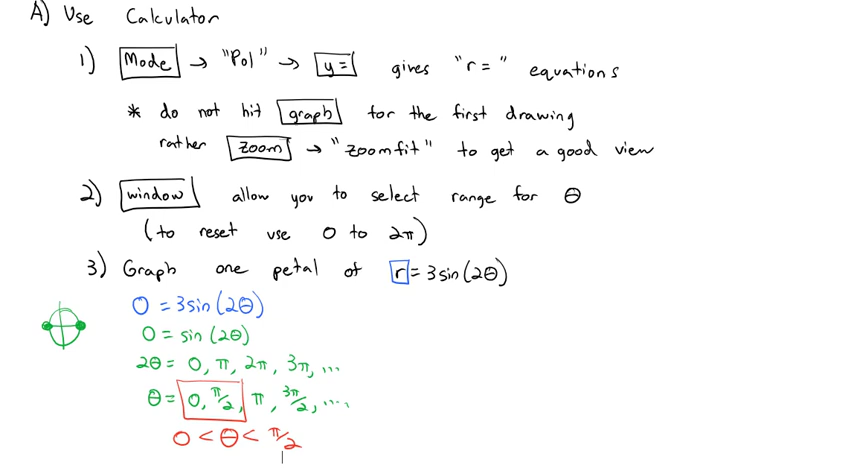 A) Use Calculator
1) Mode → "Pol" → y= gives "r=" equations
* do not hit graph for the first drawing
rather zoom → "zoomfit" to get a good view
2) window allow you to select range for θ
(to reset use 0 to 2π)
3) Graph one petal of r = 3sin(2θ)
0 = 3sin(2θ)
0 = sin(2θ)
2θ = 0, π, 2π, 3π, ...
θ = 0, π/2, π, 3π/2, ....
0 < θ < π/2